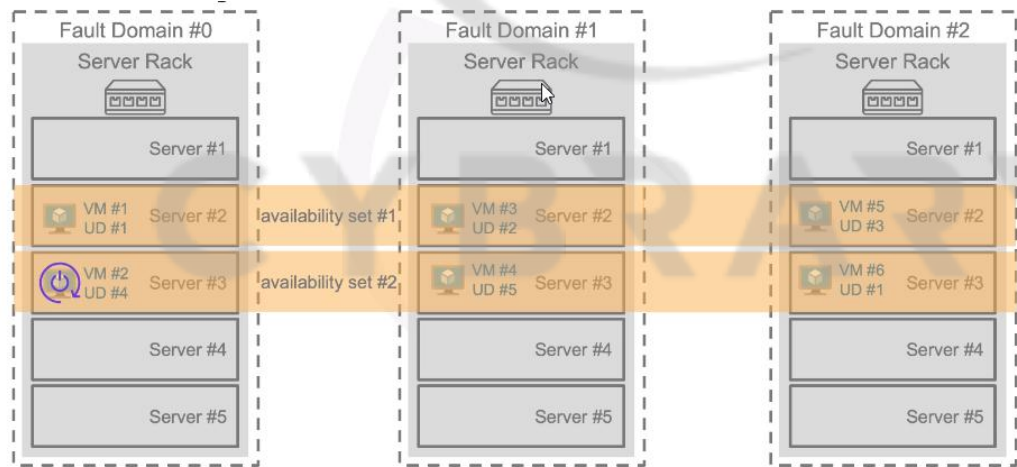 Fault Domain #0
Server Rack
Server #1
VM #1
UD #1
Server #2
VM #2
UD #4
Server #3
Server #4
Server #5
availability set #1
availability set #2
Fault Domain #1
Server Rack
Server #1
VM #3
UD #2
Server #2
VM #4
UD #5
Server #3
Server #4
Server #5
Fault Domain #2
Server Rack
Server #1
VM #5
UD #3
Server #2
VM #6
UD #1
Server #3
Server #4
Server #5
CYBRARY